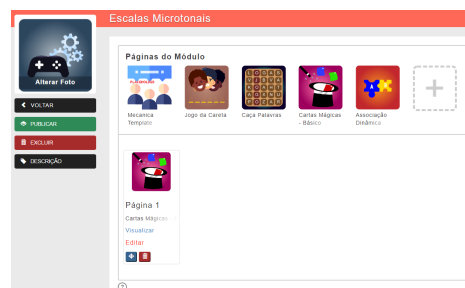 Escalas Microtonais
Alterar Foto
VOLTAR
PUBLICAR
EXCLUIR
DESCRIÇÃO
Páginas do Módulo
Mecanica Template
Jogo da Careta
Caça Palavras
Cartas Mágicas - Básico
Associação Dinâmica
Página 1
Cartas Mágicas -
Visualizar
Editar